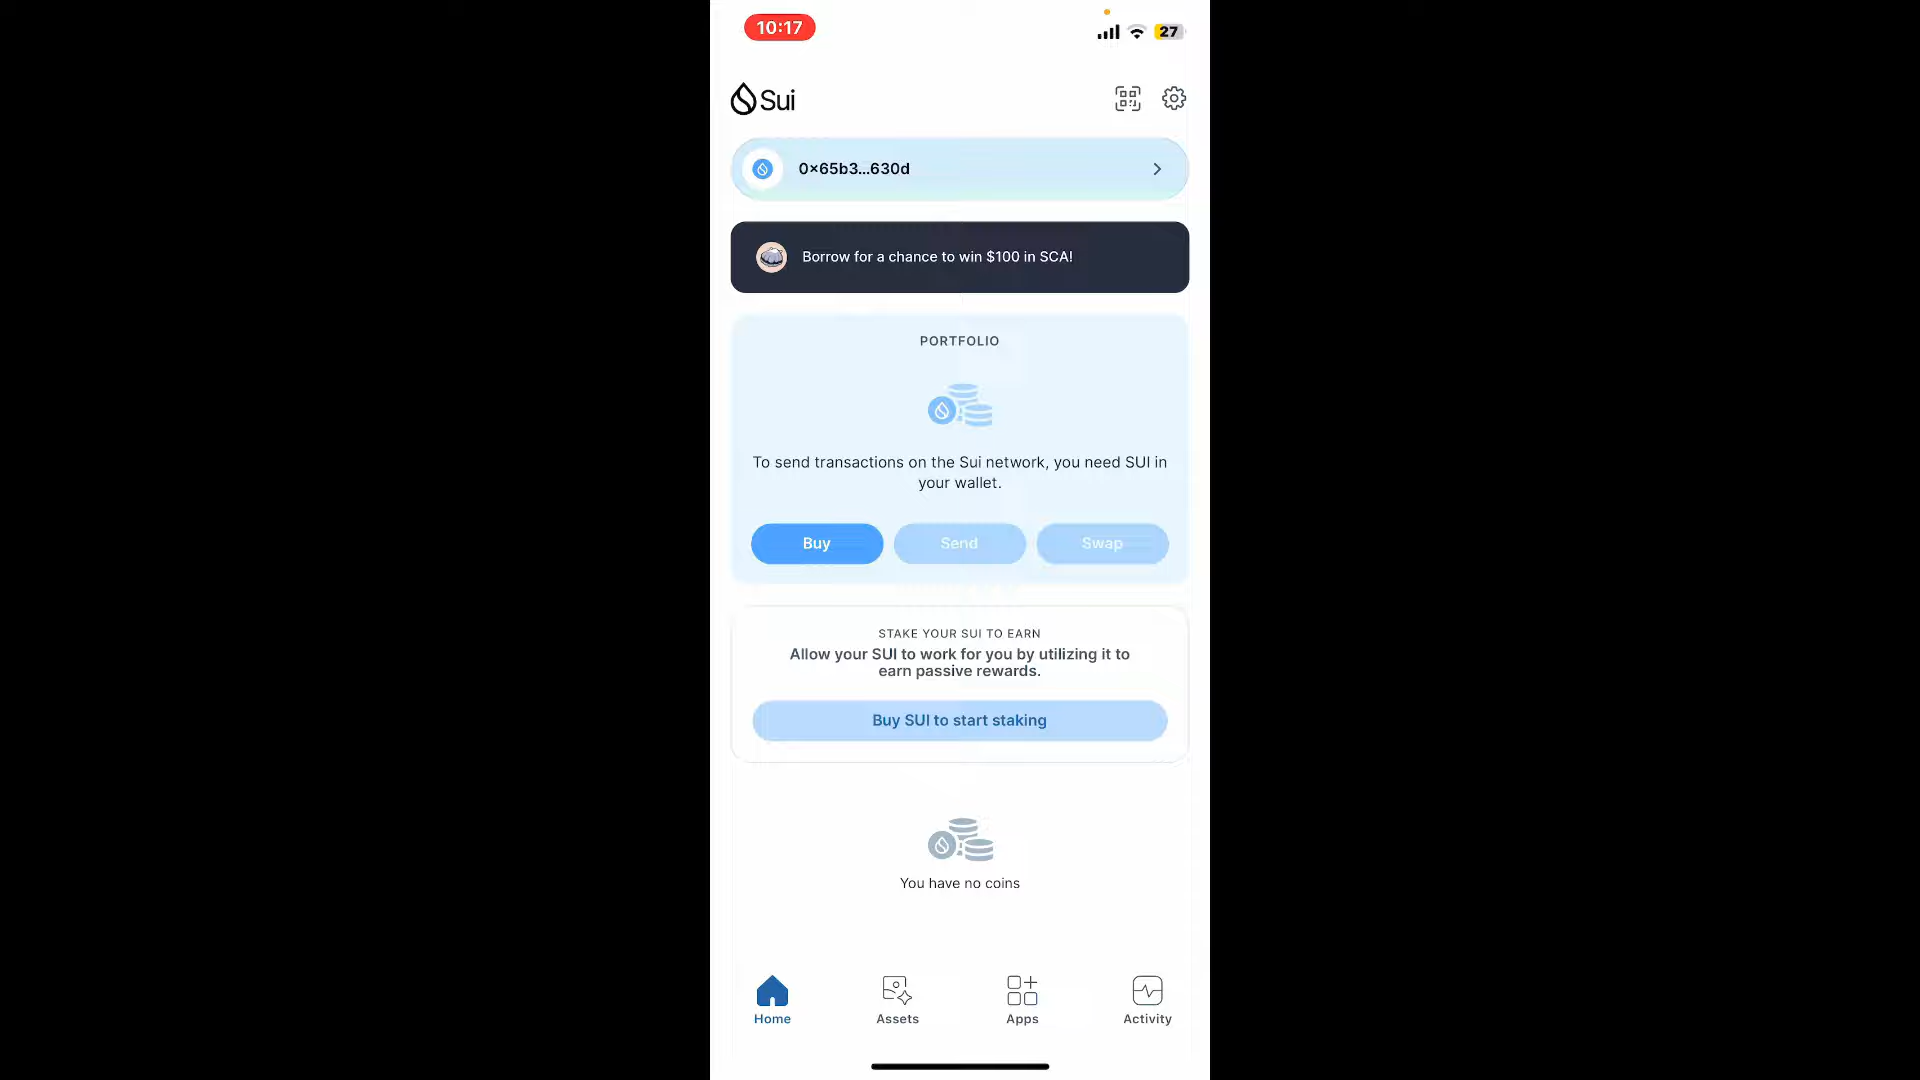 10:17
27
Sui
0×65b3...630d
Borrow for a chance to win $100 in SCA!
PORTFOLIO
To send transactions on the Sui network, you need SUI in
your wallet.
Buy
Send
Swap
STAKE YOUR SUI TO EARN
Allow your SUI to work for you by utilizing it to
earn passive rewards.
Buy SUI to start staking
You have no coins
Home
Assets
Apps
Activity